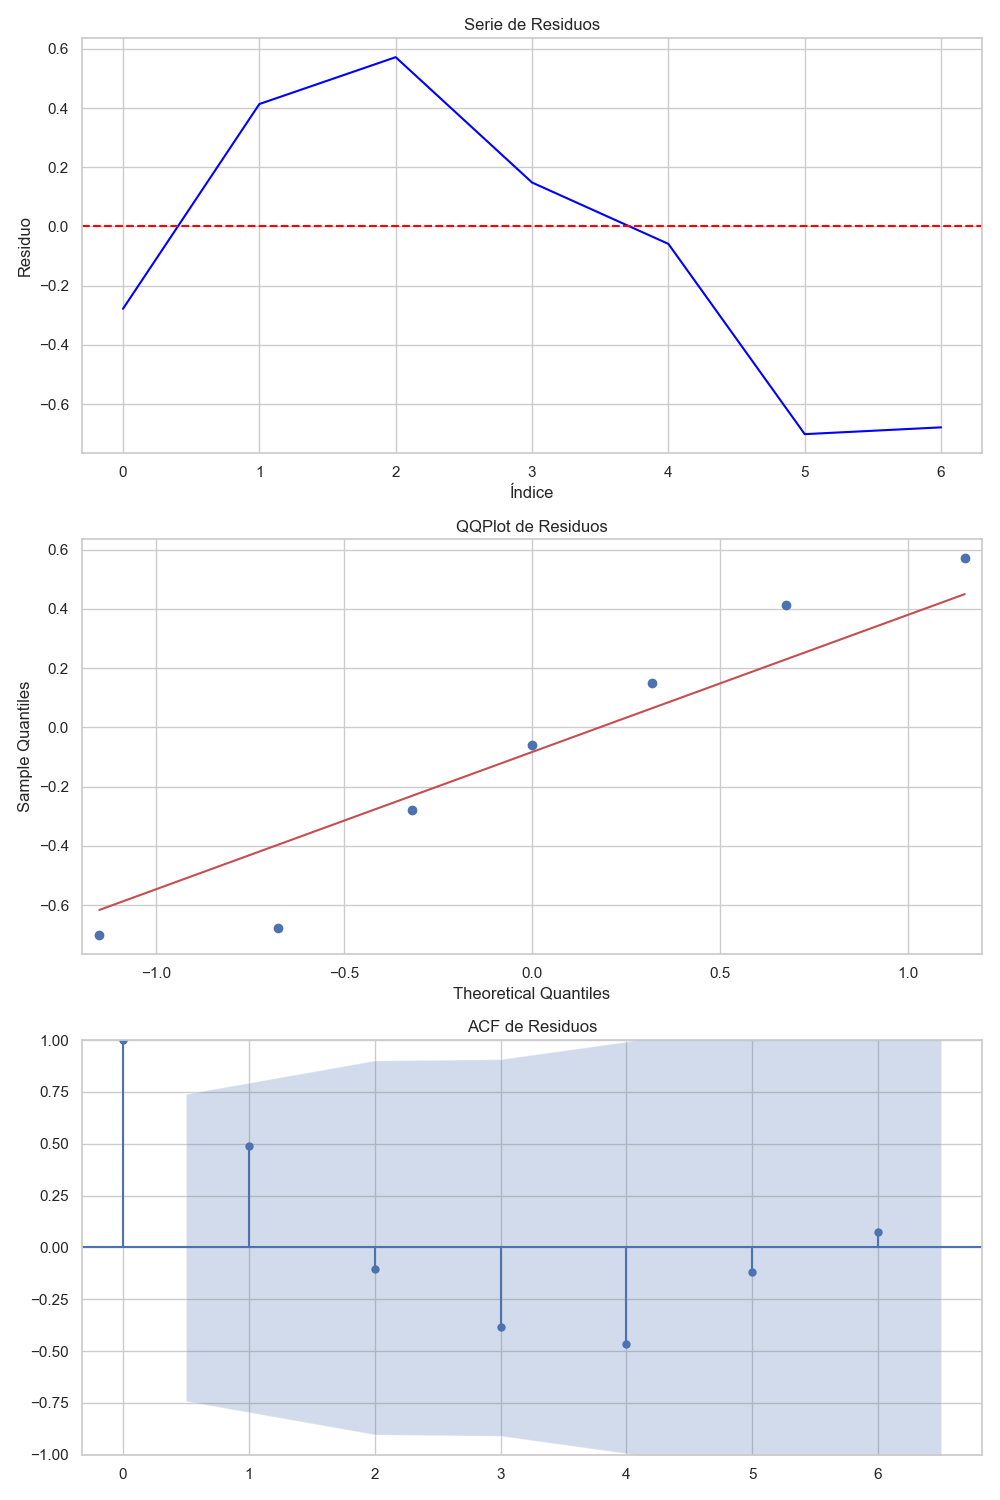 Serie de Residuos
0.6
0.4
0.2
0.0
−0.2
−0.4
−0.6
Residuo
0 1 2 3 4 5 6
Índice
QQPlot de Residuos
0.6
0.4
0.2
0.0
−0.2
−0.4
−0.6
Sample Quantiles
−1.0 −0.5 0.0 0.5 1.0
Theoretical Quantiles
ACF de Residuos
1.00
0.75
0.50
0.25
0.00
−0.25
−0.50
−0.75
−1.00
0 1 2 3 4 5 6